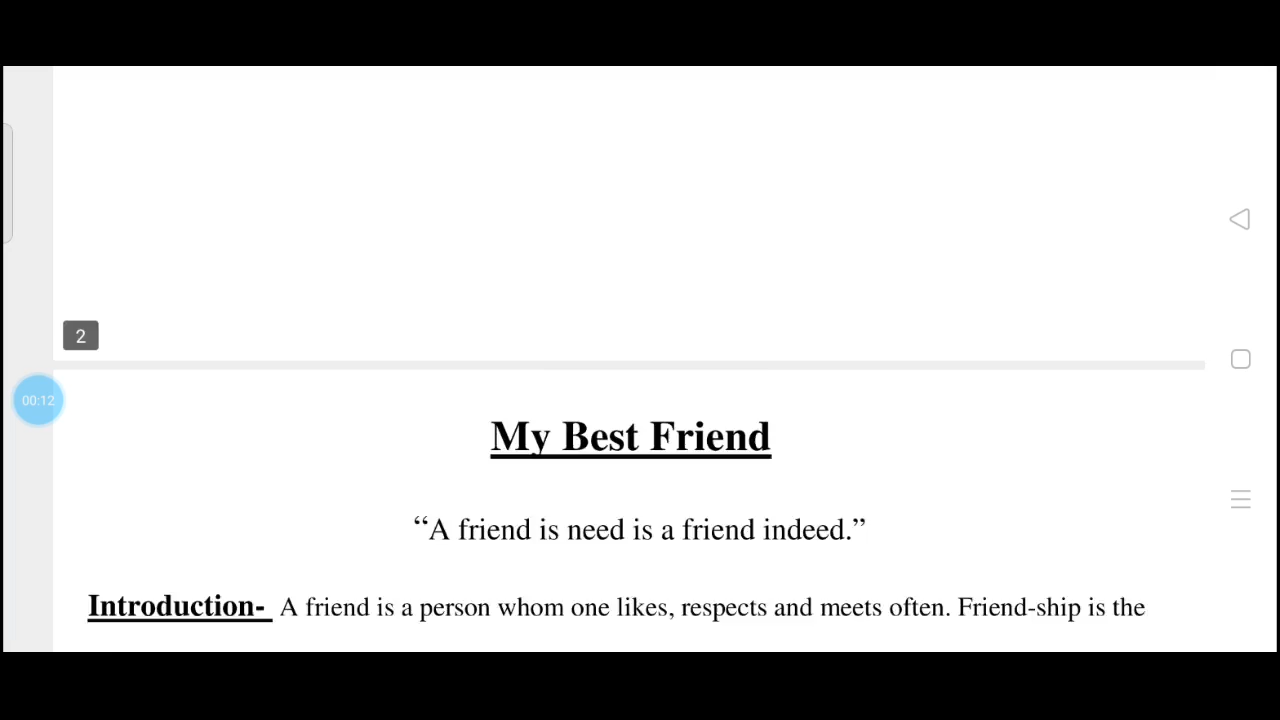 2
00:12
My Best Friend
“A friend is need is a friend indeed.”
Introduction- A friend is a person whom one likes, respects and meets often. Friend-ship is the